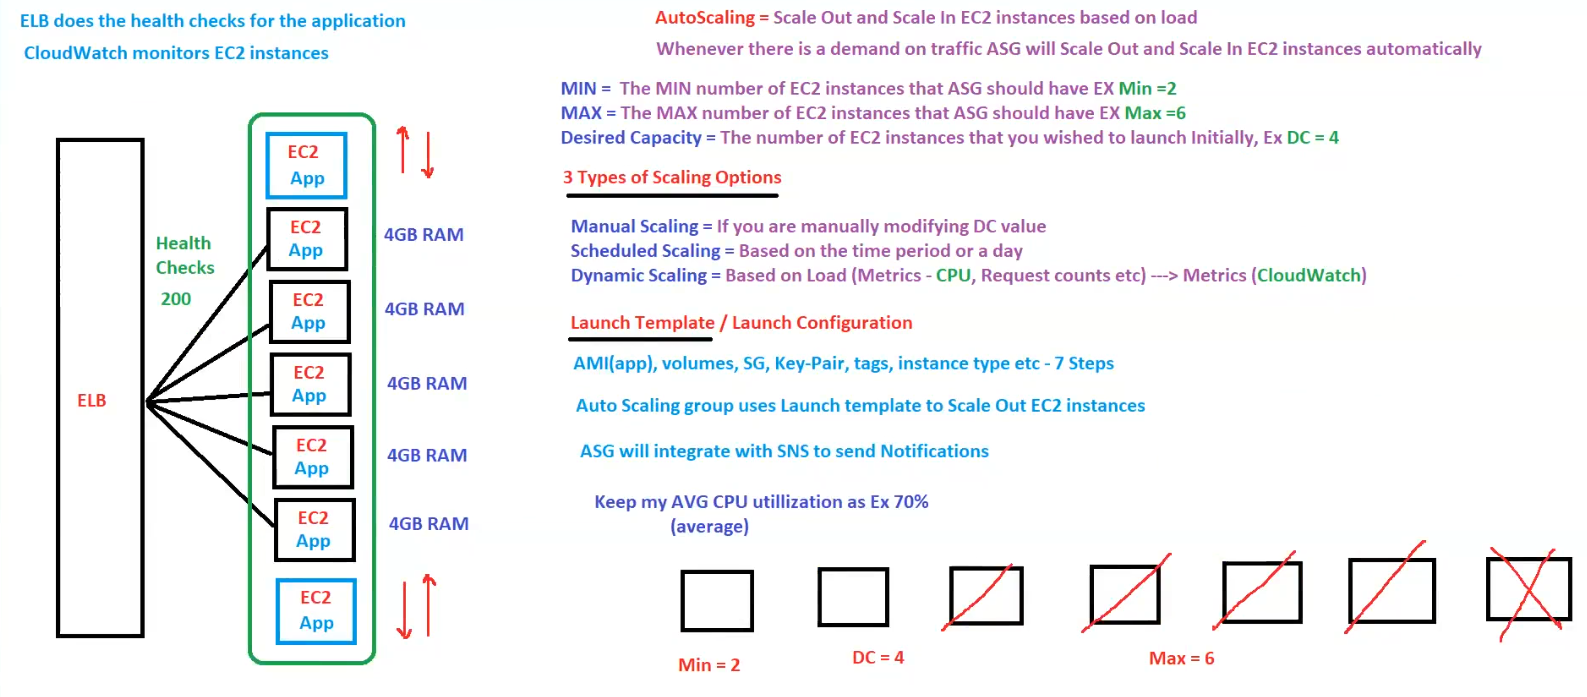 ELB does the health checks for the application
CloudWatch monitors EC2 instances
AutoScaling = Scale Out and Scale In EC2 instances based on load
Whenever there is a demand on traffic ASG will Scale Out and Scale In EC2 instances automatically
MIN = The MIN number of EC2 instances that ASG should have EX Min =2
MAX = The MAX number of EC2 instances that ASG should have EX Max =6
Desired Capacity = The number of EC2 instances that you wished to launch Initially, Ex DC = 4
3 Types of Scaling Options
Manual Scaling = If you are manually modifying DC value
Scheduled Scaling = Based on the time period or a day
Dynamic Scaling = Based on Load (Metrics - CPU, Request counts etc) ---> Metrics (CloudWatch)
Launch Template / Launch Configuration
AMI(app), volumes, SG, Key-Pair, tags, instance type etc - 7 Steps
Auto Scaling group uses Launch template to Scale Out EC2 instances
ASG will integrate with SNS to send Notifications
Keep my AVG CPU utillization as Ex 70%
(average)
Min = 2
DC = 4
Max = 6
ELB
Health
Checks
200
EC2
App
EC2
App
4GB RAM
EC2
App
4GB RAM
EC2
App
4GB RAM
EC2
App
4GB RAM
EC2
App
4GB RAM
EC2
App